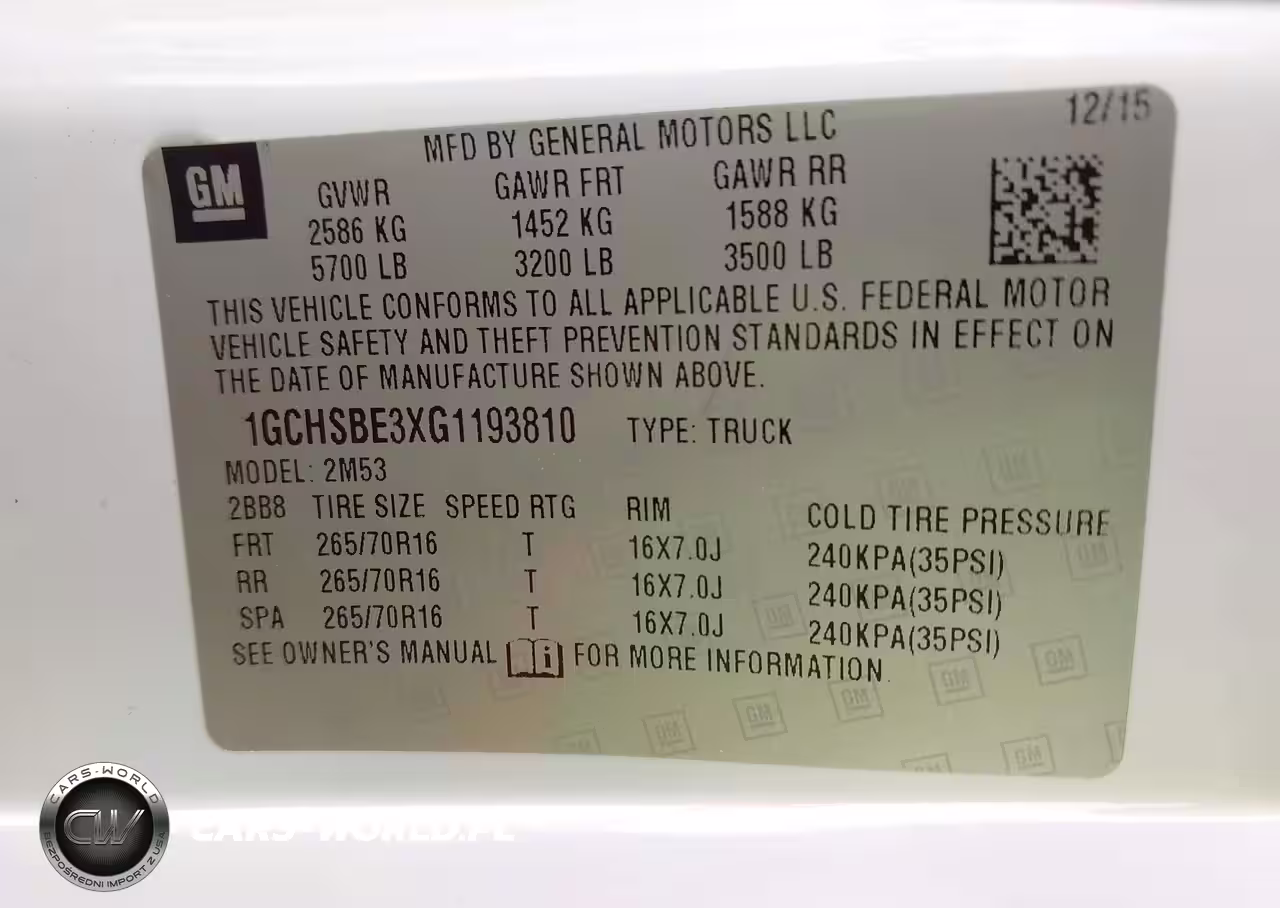 12/15
MFD BY GENERAL MOTORS LLC
GM
GVWR GAWR FRT GAWR RR
2586 KG 1452 KG 1588 KG
5700 LB 3200 LB 3500 LB
THIS VEHICLE CONFORMS TO ALL APPLICABLE U.S. FEDERAL MOTOR
VEHICLE SAFETY AND THEFT PREVENTION STANDARDS IN EFFECT ON
THE DATE OF MANUFACTURE SHOWN ABOVE.
1GCHSBE3XG1193810 TYPE: TRUCK
MODEL: 2M53
2BB8 TIRE SIZE SPEED RTG RIM COLD TIRE PRESSURE
FRT 265/70R16 T 16X7.0J 240KPA(35PSI)
RR 265/70R16 T 16X7.0J 240KPA(35PSI)
SPA 265/70R16 T 16X7.0J 240KPA(35PSI)
SEE OWNER'S MANUAL i FOR MORE INFORMATION.
CARS-WORLD
CW
BEZPOŚREDNI IMPORT Z USA
CARS-WORLD.PL